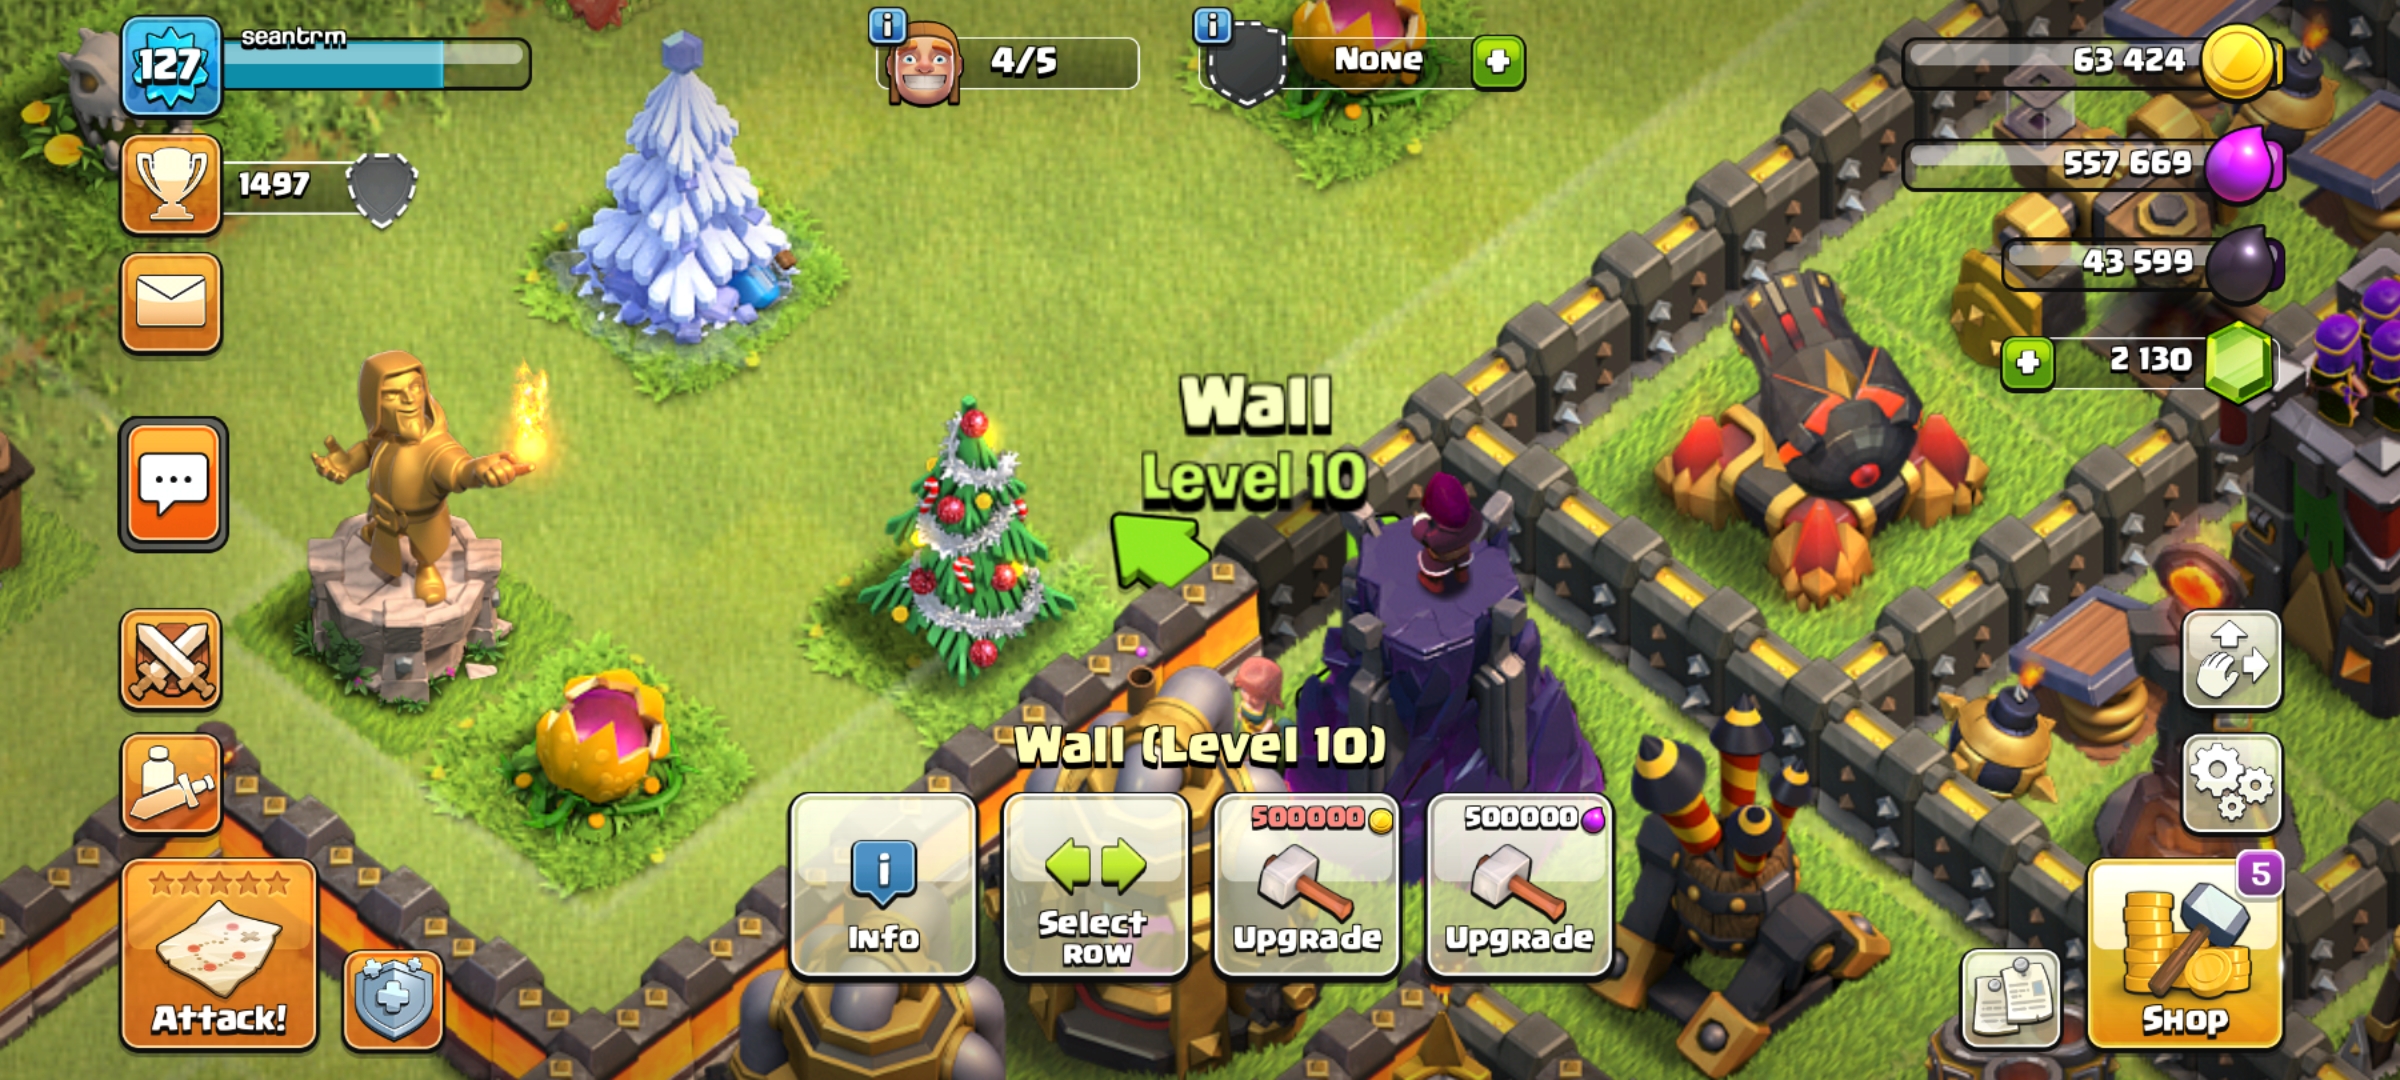 127
seantrm
4/5
None
63 424
557 669
1497
43 599
2 130
Wall
Level 10
Wall (Level 10)
500000
500000
Info
Select
Row
Upgrade
Upgrade
5
Attack!
Shop